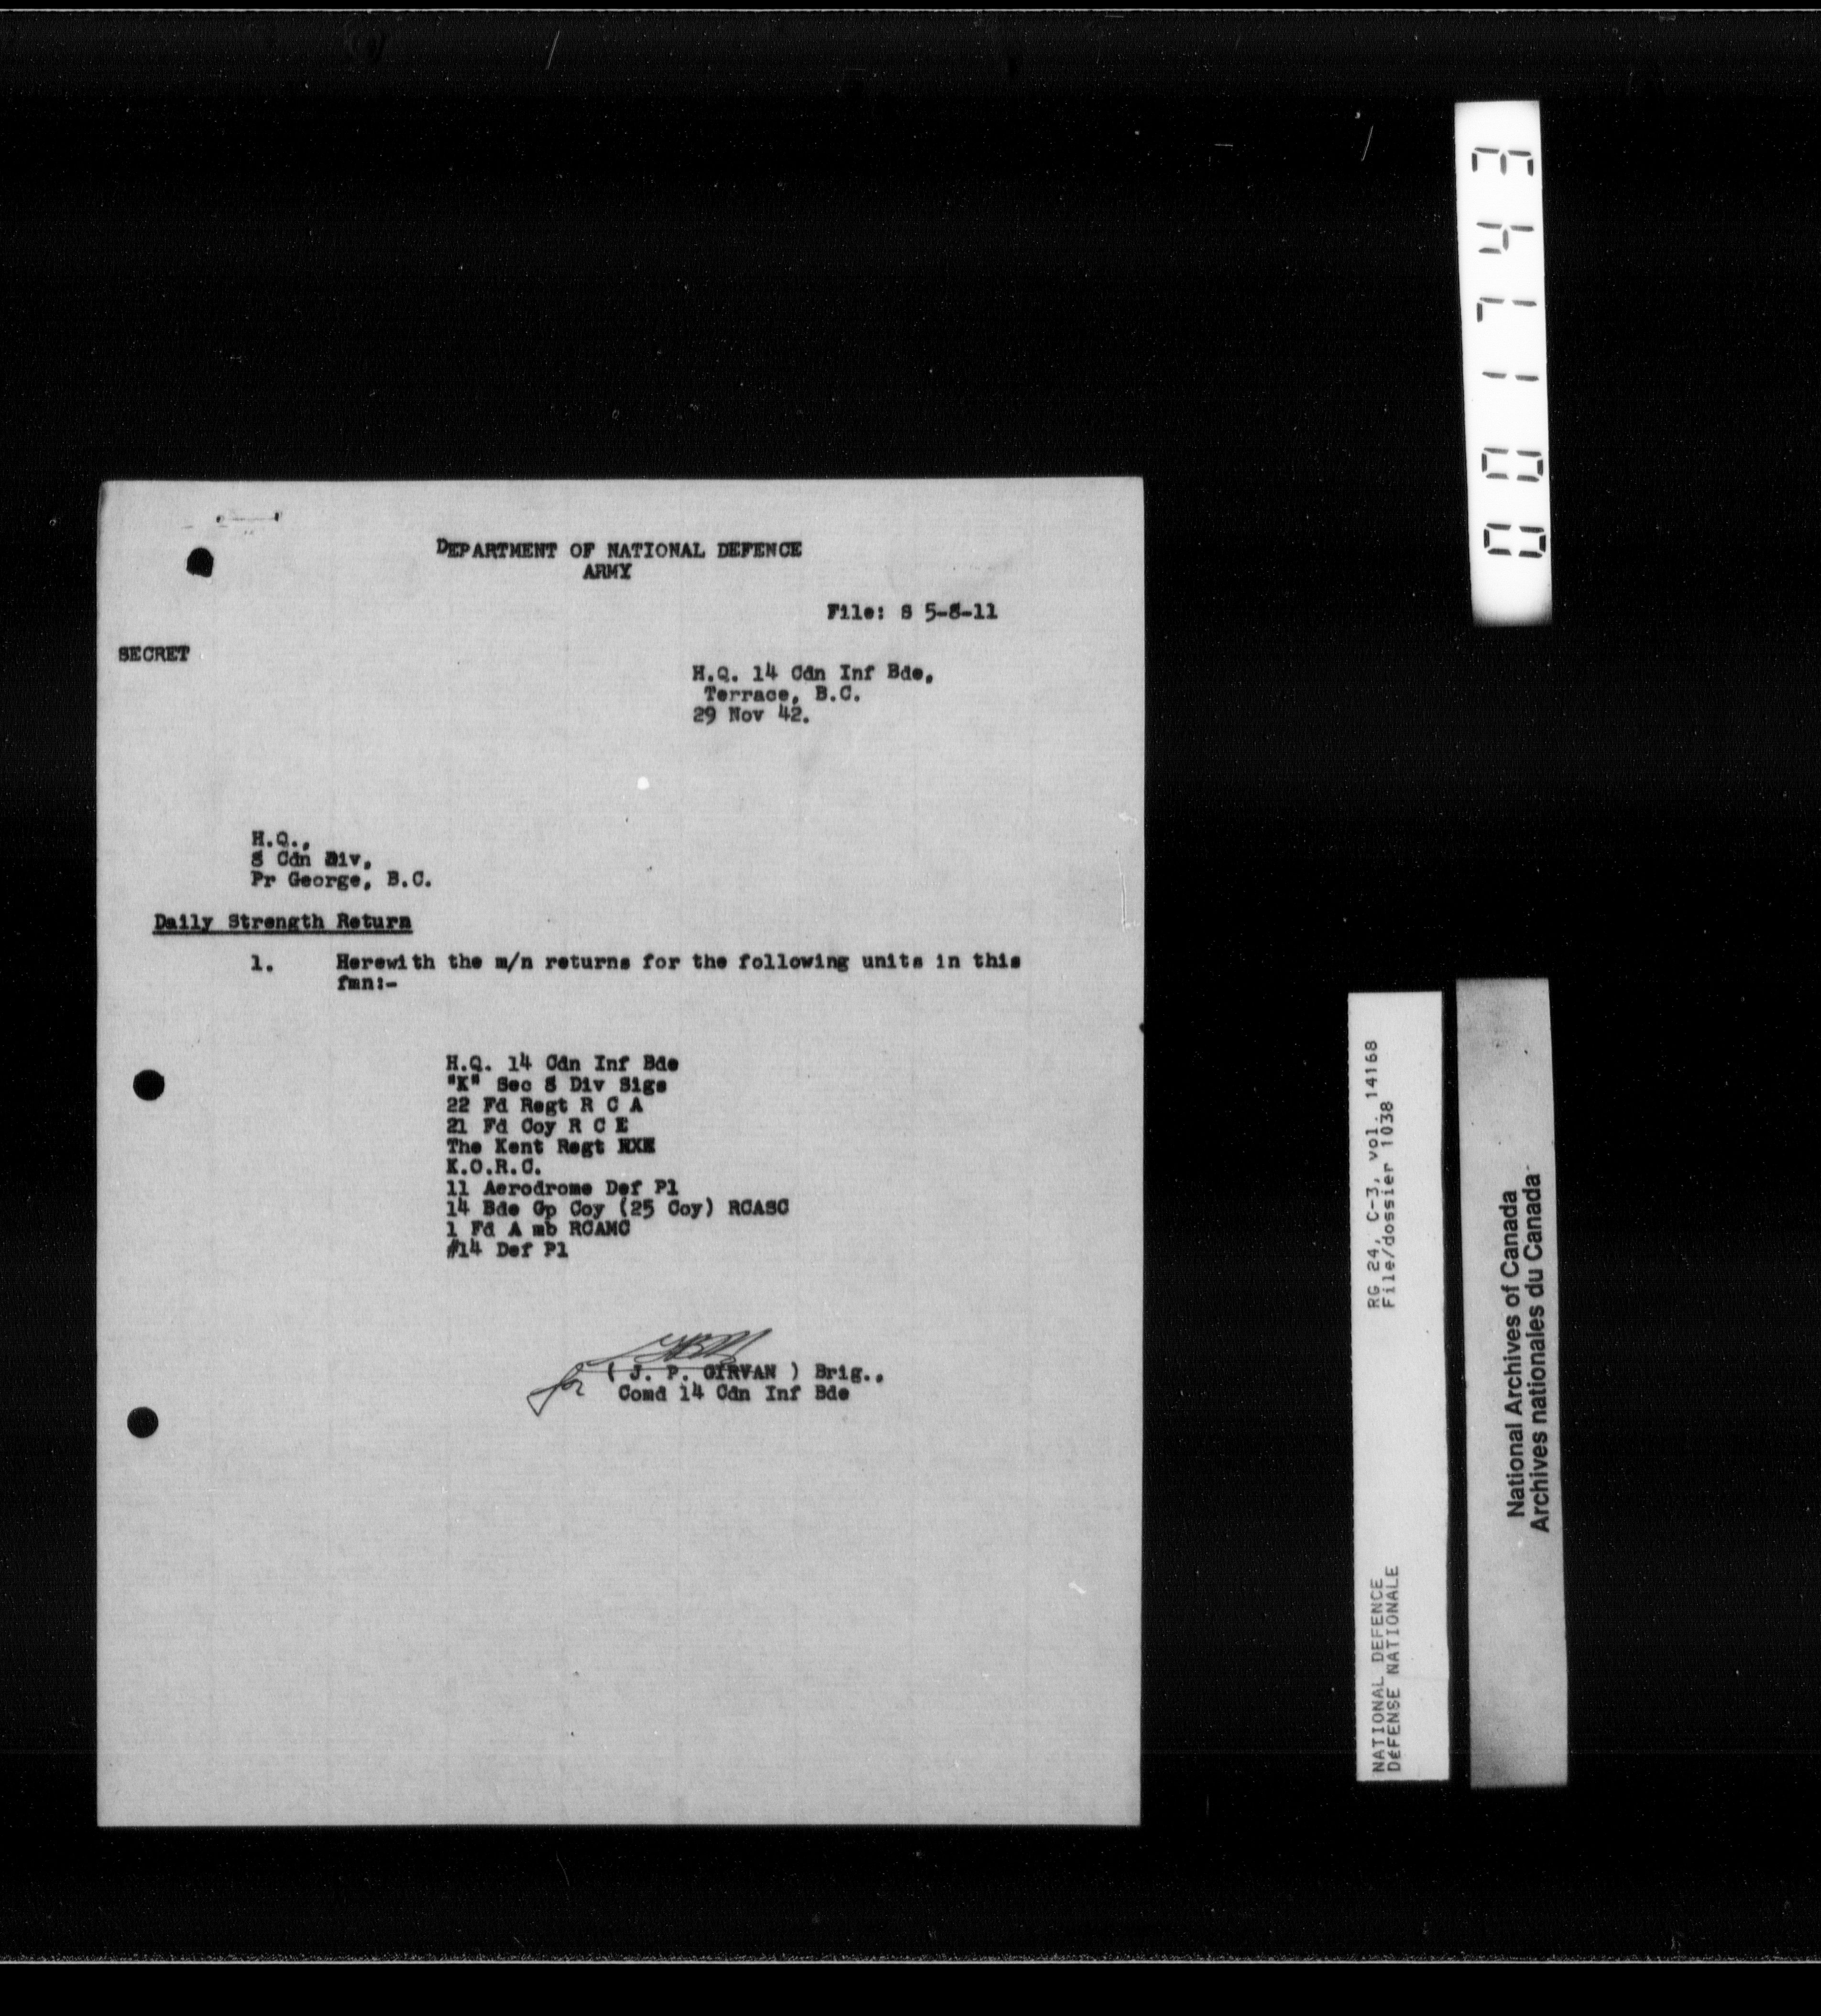 DEPARTMENT OF NATIONAL DEFENCE
ARMY
File: S 5-8-11
SECRET
H.Q. 14 Cdn Inf Bde,
Terrace, B.C.
29 Nov 42.
H.Q.,
8 Cdn Div,
Pr George, B.C.
Daily Strength Return
1. Herewith the m/n returns for the following units in this
fmn:-
H.Q. 14 Cdn Inf Bde
"K" Sec 8 Div Sigs
22 Fd Regt R C A
21 Fd Coy R C E
The Kent Regt
K.O.R.C.
11 Aerodrome Def Pl
14 Bde Gp Coy (25 Coy) RCASC
1 Fd A mb RCAMC
#14 Def Pl
for ( J. P. GIRVAN ) Brig.,
Comd 14 Cdn Inf Bde
001743
RG 24, C-3, vol. 14168
File/dossier 1038
NATIONAL DEFENCE
DéFENSE NATIONALE
National Archives of Canada
Archives nationales du Canada